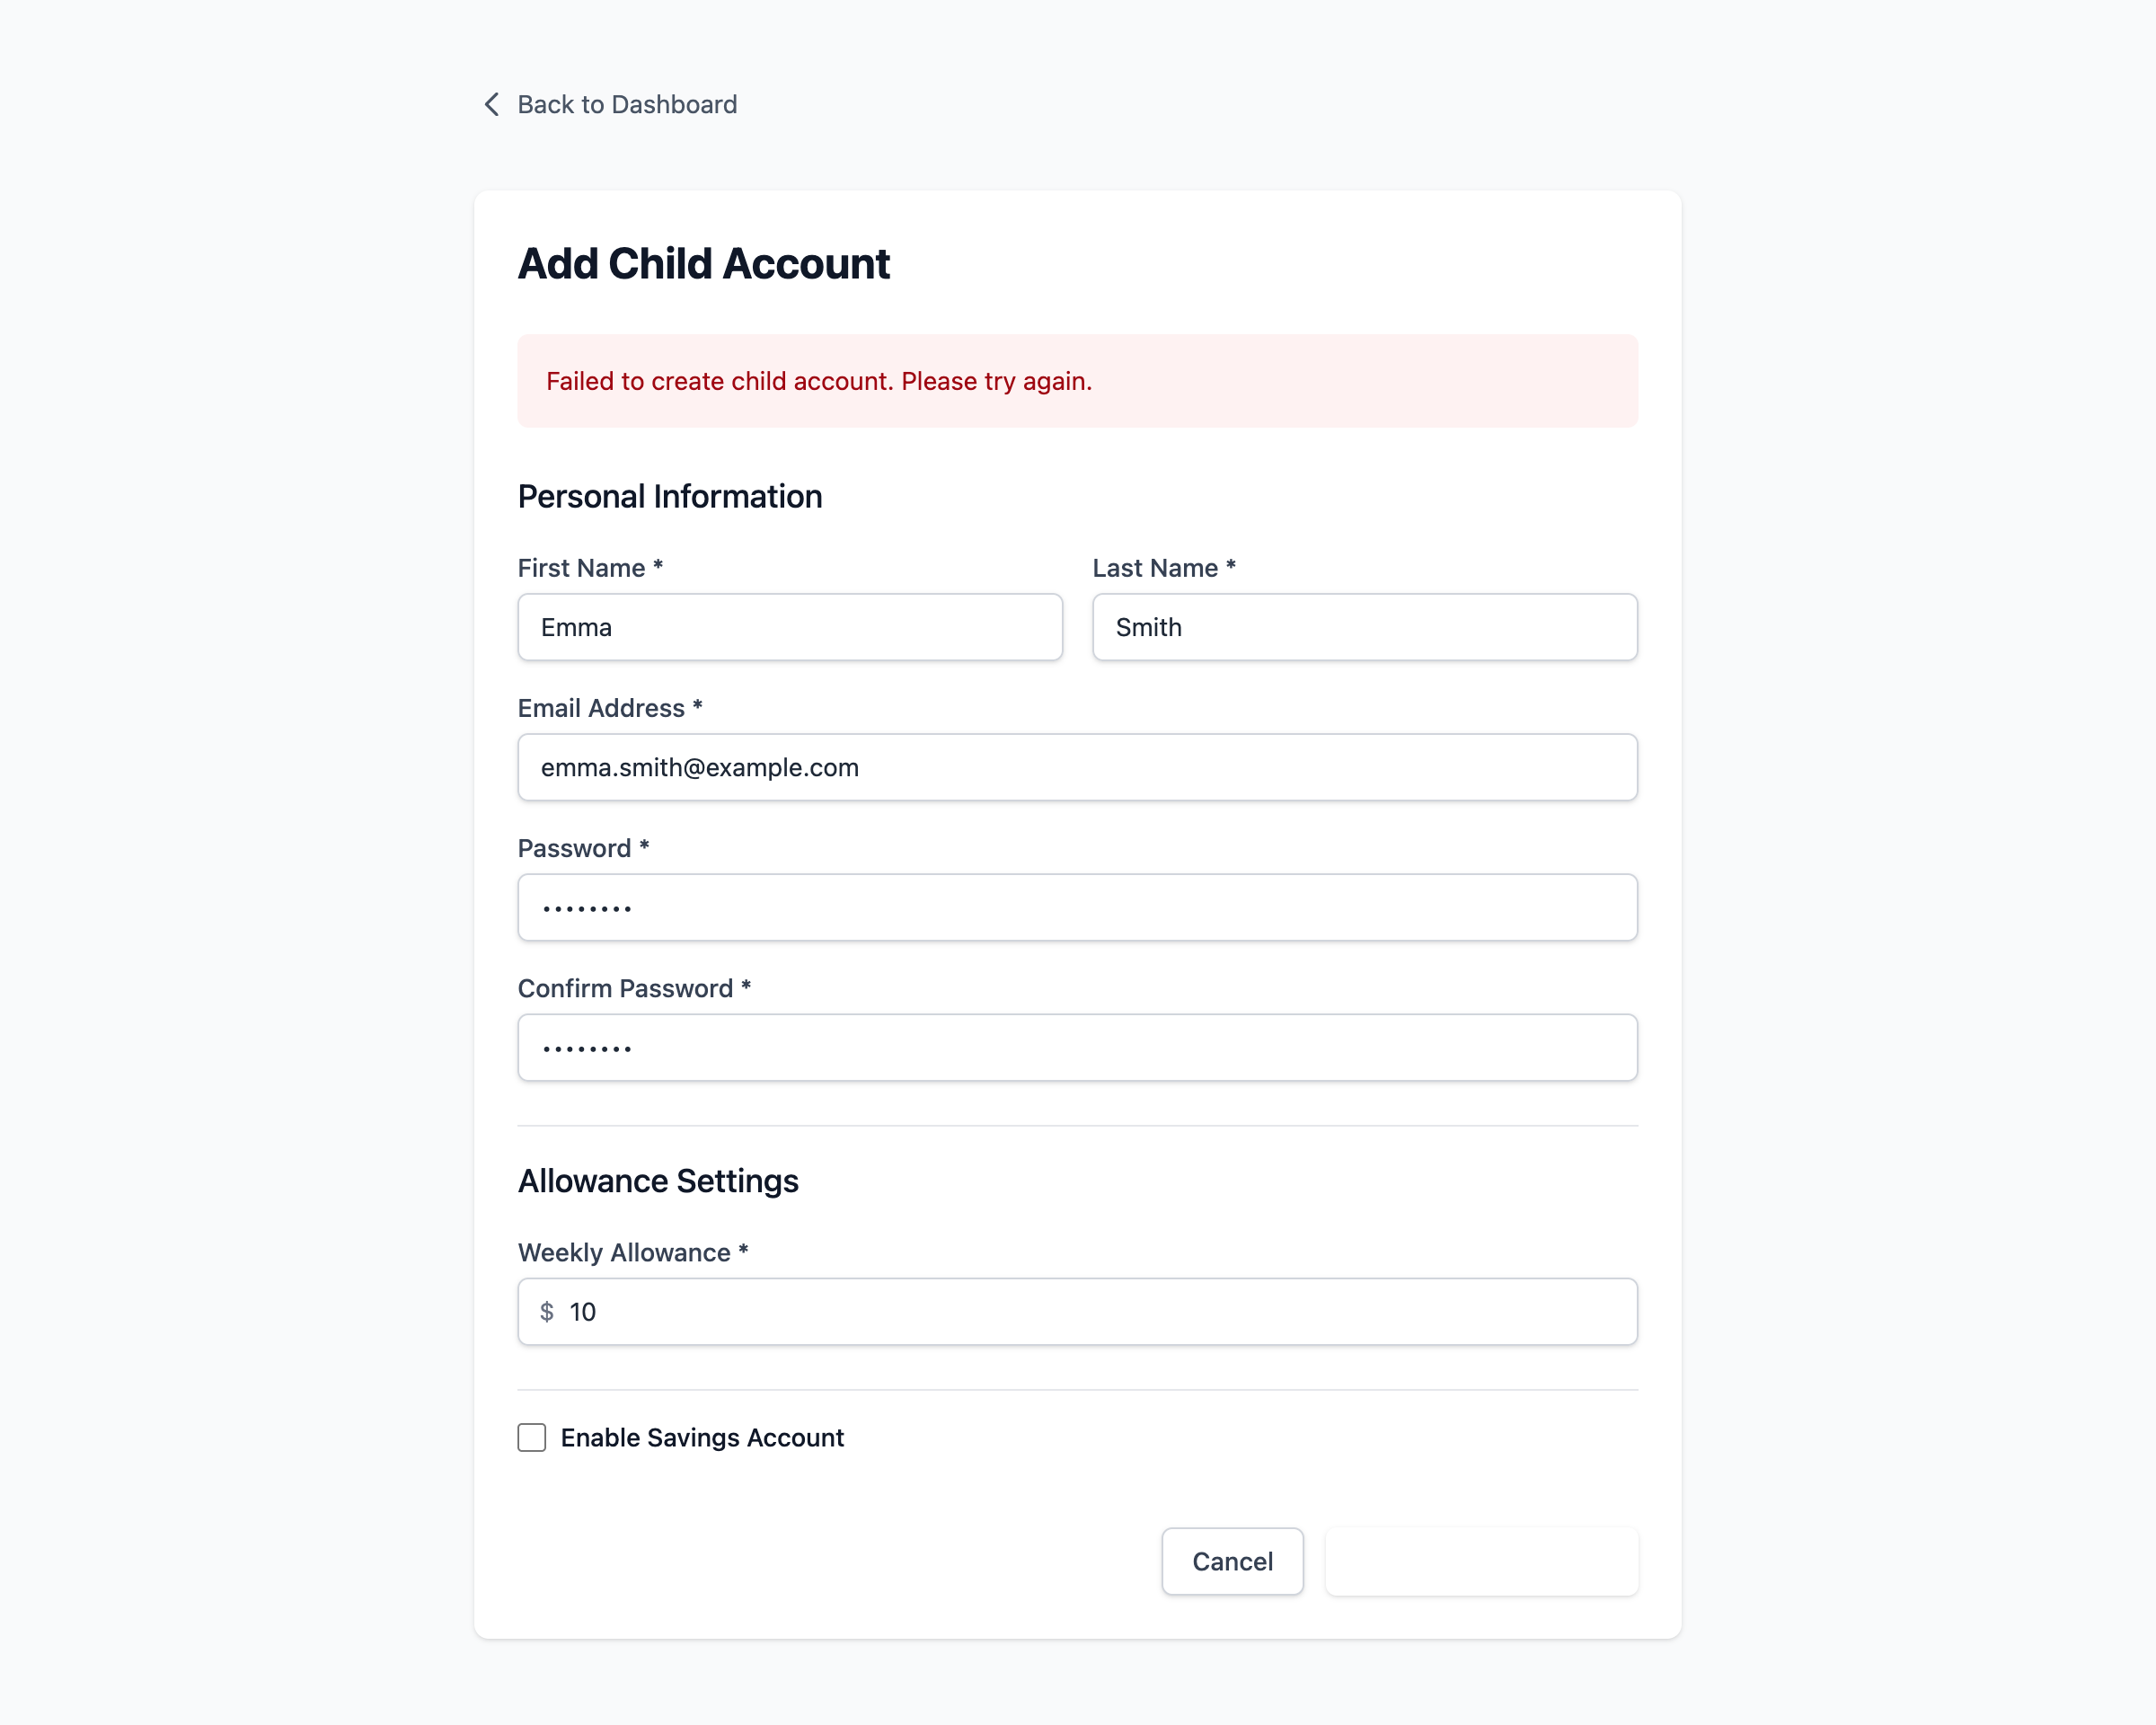 Back to Dashboard
Add Child Account
Failed to create child account. Please try again.
Personal Information
First Name * Last Name *
Emma Smith
Email Address *
emma.smith@example.com
Password *
••••••••
Confirm Password *
••••••••
Allowance Settings
Weekly Allowance *
$ 10
Enable Savings Account
Cancel